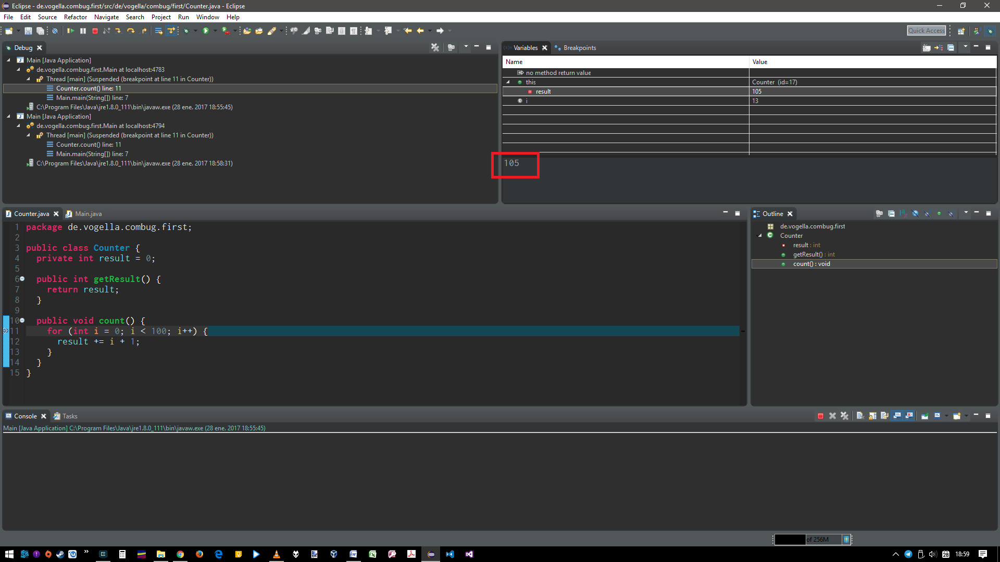 Eclipse - de.vogella.combug.first/src/de/vogella/combug/first/Counter.java - Eclipse
File Edit Source Refactor Navigate Search Project Run Window Help
Quick Access
Debug
Main [Java Application]
de.vogella.combug.first.Main at localhost:4783
Thread [main] (Suspended (breakpoint at line 11 in Counter))
Counter.count() line: 11
Main.main(String[]) line: 7
C:\Program Files\Java\jre1.8.0_111\bin\javaw.exe (28 ene. 2017 18:55:45)
Main [Java Application]
de.vogella.combug.first.Main at localhost:4794
Thread [main] (Suspended (breakpoint at line 11 in Counter))
Counter.count() line: 11
Main.main(String[]) line: 7
C:\Program Files\Java\jre1.8.0_111\bin\javaw.exe (28 ene. 2017 18:58:31)
Variables Breakpoints
Name Value
no method return value
this Counter (id=17)
result 105
i 13
105
Counter.java Main.java
1 package de.vogella.combug.first;
2
3 public class Counter {
4 private int result = 0;
5
6 public int getResult() {
7 return result;
8 }
9
10 public void count() {
11 for (int i = 0; i < 100; i++) {
12 result += i + 1;
13 }
14 }
15 }
Outline
de.vogella.combug.first
Counter
result : int
getResult() : int
count() : void
Console Tasks
Main [Java Application] C:\Program Files\Java\jre1.8.0_111\bin\javaw.exe (28 ene. 2017 18:55:45)
of 256M
28 18:59